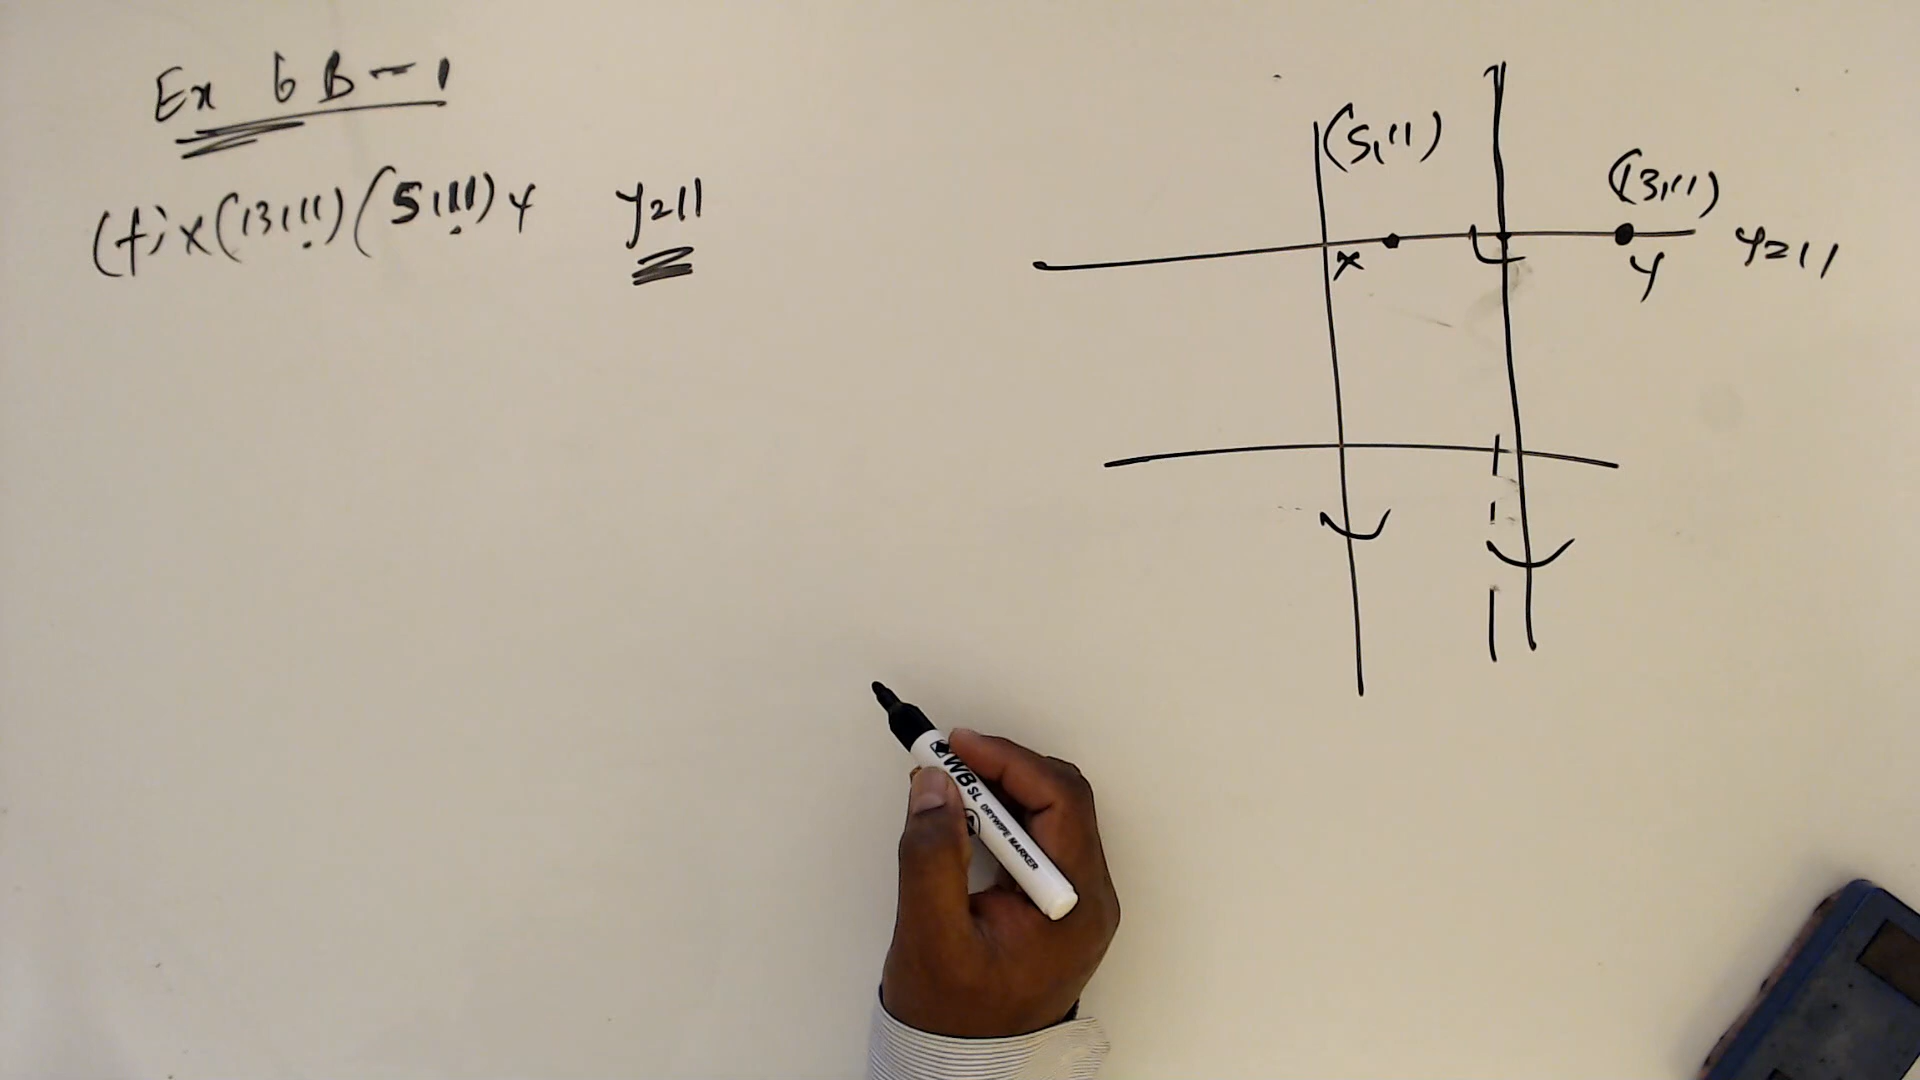 Ex 6B-1
(f) X(13,11) (5,11) Y y=11
(5,11)
(13,11)
X
Y
y=11
WB SL DRYWIPE MARKER